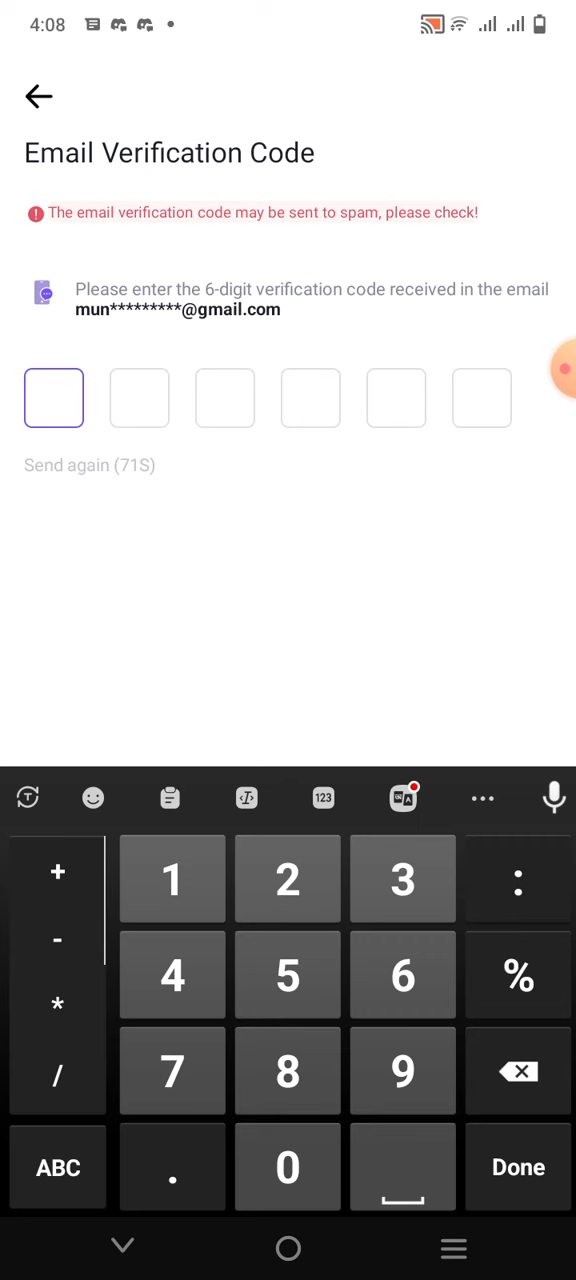 4:08
Email Verification Code
The email verification code may be sent to spam, please check!
Please enter the 6-digit verification code received in the email
mun*********@gmail.com
Send again (71S)
123
+ 1 2 3 :
- 4 5 6 %
*
/ 7 8 9
ABC . 0 Done